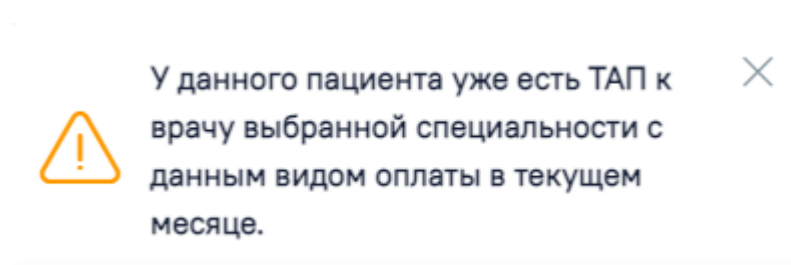 У данного пациента уже есть ТАП к
врачу выбранной специальности с
данным видом оплаты в текущем
месяце.